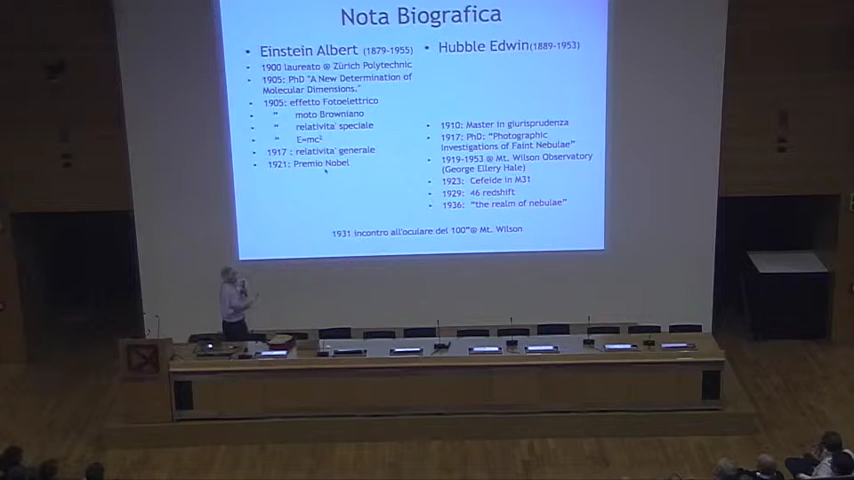 Nota Biografica
• Einstein Albert (1879-1955)
• 1900 laureato @ Zürich Polytechnic
• 1905: PhD "A New Determination of
Molecular Dimensions."
• 1905: effetto Fotoelettrico
• " moto Browniano
• " relativita' speciale
• " E=mc²
• 1917 : relativita' generale
• 1921: Premio Nobel
• Hubble Edwin(1889-1953)
• 1910: Master in giurisprudenza
• 1917: PhD: "Photographic
Investigations of Faint Nebulae"
• 1919-1953 @ Mt. Wilson Observatory
(George Ellery Hale)
• 1923: Cefeide in M31
• 1929: 46 redshift
• 1936: "the realm of nebulae"
1931 incontro all'oculare del 100"@ Mt. Wilson